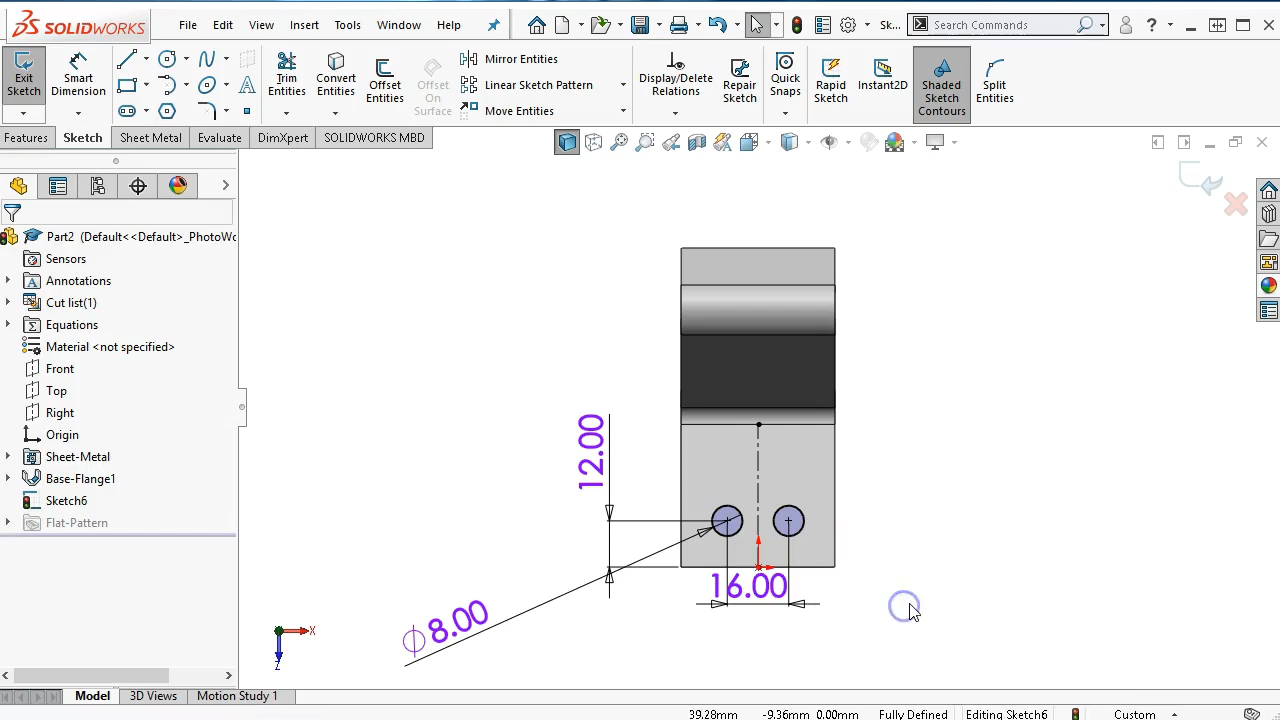 SOLIDWORKS
File Edit View Insert Tools Window Help
Sk... Search Commands
Exit Sketch
Smart Dimension
Trim Entities
Convert Entities
Offset Entities
Offset On Surface
Mirror Entities
Linear Sketch Pattern
Move Entities
Display/Delete Relations
Repair Sketch
Quick Snaps
Rapid Sketch
Instant2D
Shaded Sketch Contours
Split Entities
Features Sketch Sheet Metal Evaluate DimXpert SOLIDWORKS MBD
Part2 (Default<<Default>_PhotoWo
Sensors
Annotations
Cut list(1)
Equations
Material <not specified>
Front
Top
Right
Origin
Sheet-Metal
Base-Flange1
Sketch6
Flat-Pattern
12.00
16.00
∅8.00
X
Z
Model 3D Views Motion Study 1
39.28mm -9.36mm 0.00mm Fully Defined Editing Sketch6 Custom